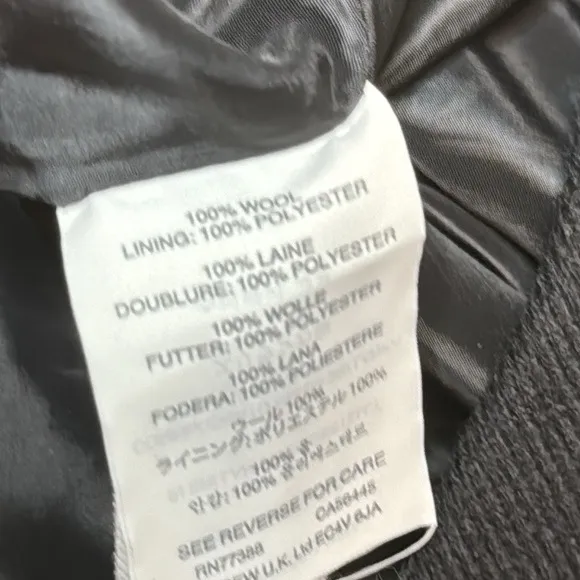 100% WOOL
LINING: 100% POLYESTER
100% LAINE
DOUBLURE: 100% POLYESTER
100% WOLLE
FUTTER: 100% POLYESTER
100% LANA
FODERA: 100% POLIESTERE
ウール 100%
ライニング: ポリエステル 100%
100% 울
안감: 100% 폴리에스테르
SEE REVERSE FOR CARE
RN77388 CA56445
U.K. Ltd EC4V 6JA